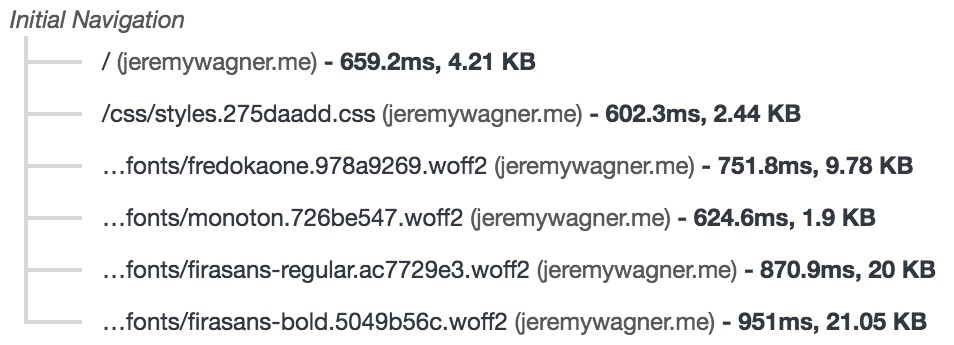 Initial Navigation
/ (jeremywagner.me) - 659.2ms, 4.21 KB
/css/styles.275daadd.css (jeremywagner.me) - 602.3ms, 2.44 KB
…fonts/fredokaone.978a9269.woff2 (jeremywagner.me) - 751.8ms, 9.78 KB
…fonts/monoton.726be547.woff2 (jeremywagner.me) - 624.6ms, 1.9 KB
…fonts/firasans-regular.ac7729e3.woff2 (jeremywagner.me) - 870.9ms, 20 KB
…fonts/firasans-bold.5049b56c.woff2 (jeremywagner.me) - 951ms, 21.05 KB